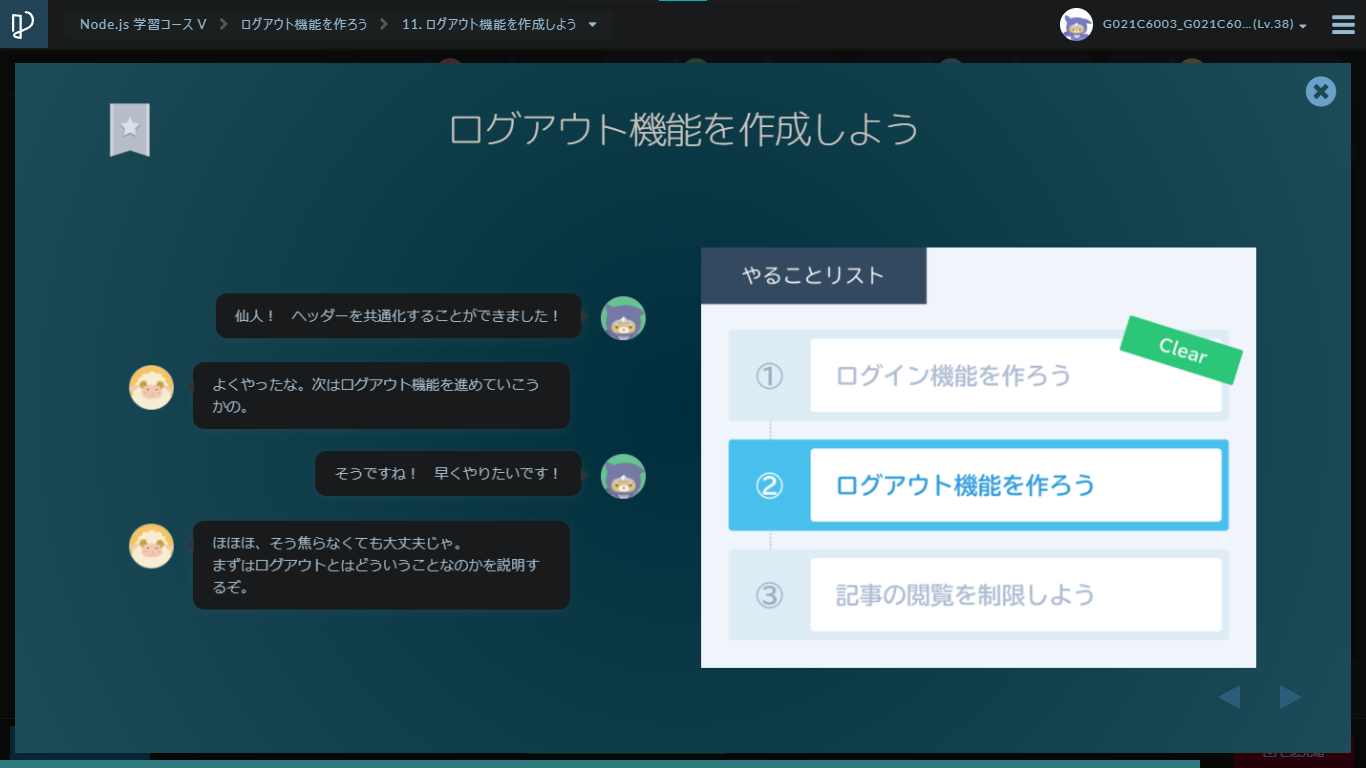 Node.js 学習コース V
ログアウト機能を作ろう
11. ログアウト機能を作成しよう
G021C6003_G021C60...(Lv.38)
ログアウト機能を作成しよう
仙人！ ヘッダーを共通化することができました！
よくやったな。次はログアウト機能を進めていこう
かの。
そうですね！ 早くやりたいです！
ほほほ、そう焦らなくても大丈夫じゃ。
まずはログアウトとはどういうことなのかを説明す
るぞ。
やることリスト
Clear
① ログイン機能を作ろう
② ログアウト機能を作ろう
③ 記事の閲覧を制限しよう